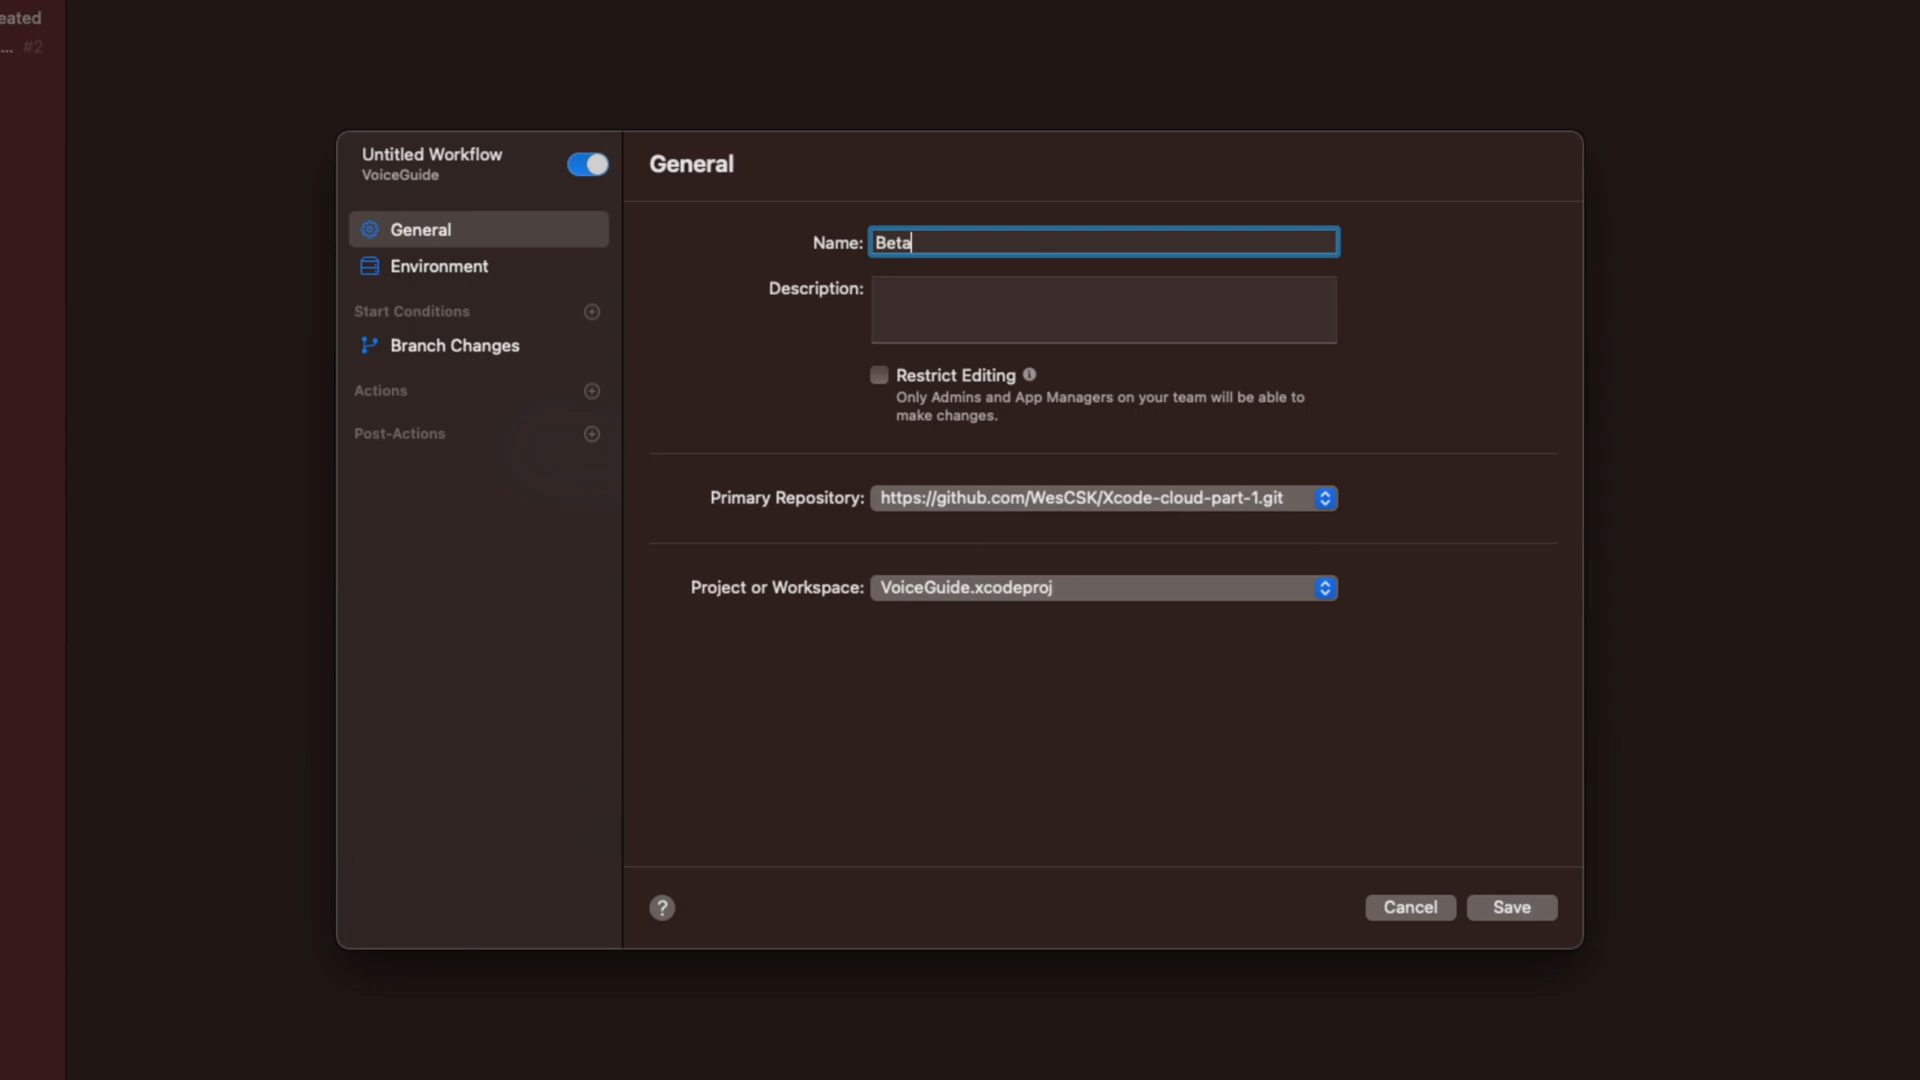 eated
... #2
Untitled Workflow
VoiceGuide
General
Environment
Start Conditions
Branch Changes
Actions
Post-Actions
General
Name: Beta
Description:
Restrict Editing
Only Admins and App Managers on your team will be able to
make changes.
Primary Repository: https://github.com/WesCSK/Xcode-cloud-part-1.git
Project or Workspace: VoiceGuide.xcodeproj
?
Cancel Save